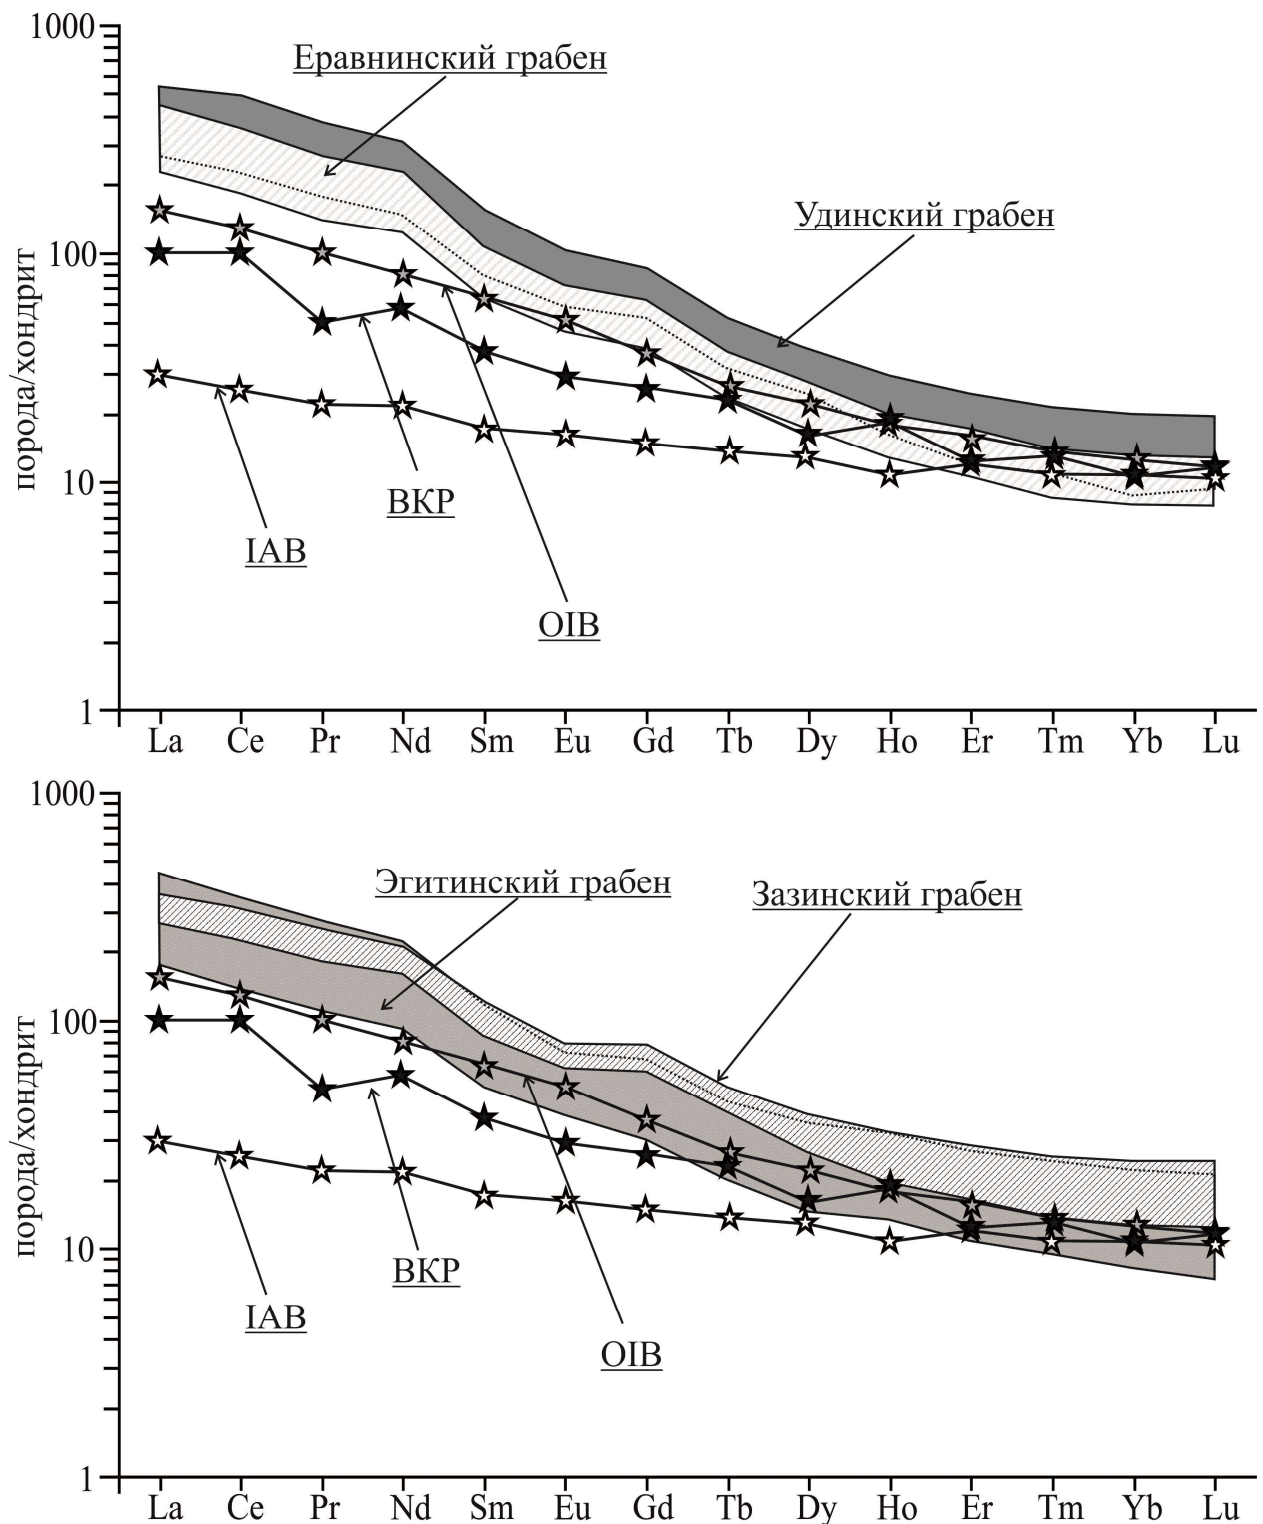 1000
Еравнинский грабен
Удинский грабен
100
порода/хондрит
10
ВКР
IAB
OIB
1
La Ce Pr Nd Sm Eu Gd Tb Dy Ho Er Tm Yb Lu
1000
Эгитинский грабен
Зазинский грабен
100
порода/хондрит
10
ВКР
IAB
OIB
1
La Ce Pr Nd Sm Eu Gd Tb Dy Ho Er Tm Yb Lu